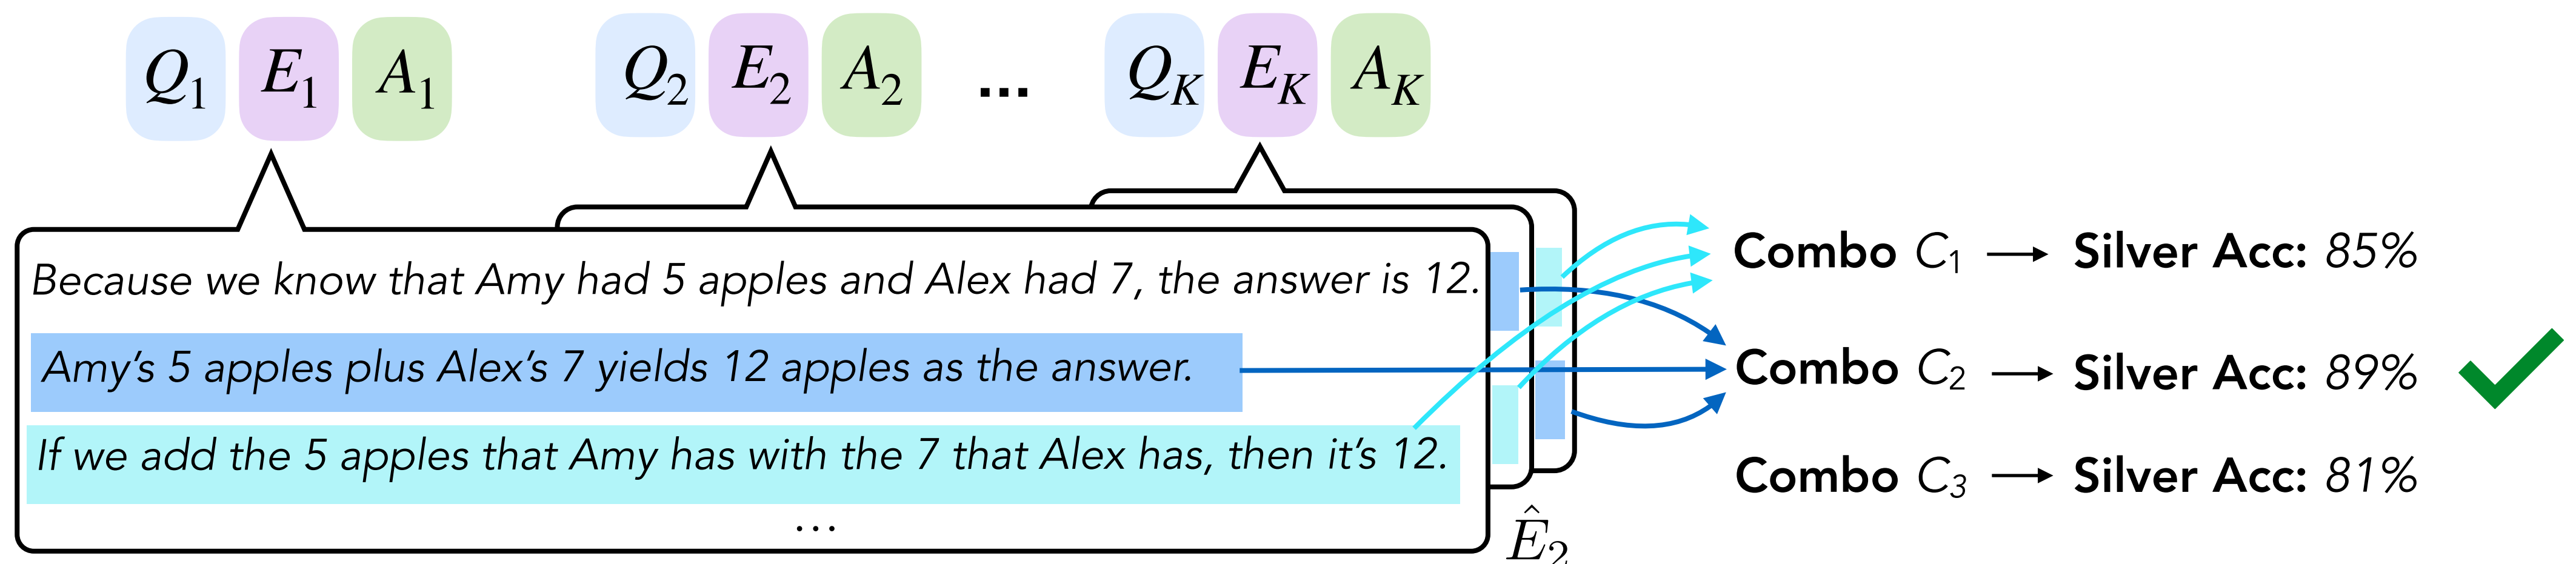 Q₁ E₁ A₁ Q₂ E₂ A₂ ... Q_K E_K A_K
Because we know that Amy had 5 apples and Alex had 7, the answer is 12.
Amy's 5 apples plus Alex's 7 yields 12 apples as the answer.
If we add the 5 apples that Amy has with the 7 that Alex has, then it's 12.
...
Ê₂
Combo C₁ → Silver Acc: 85%
Combo C₂ → Silver Acc: 89%
Combo C₃ → Silver Acc: 81%